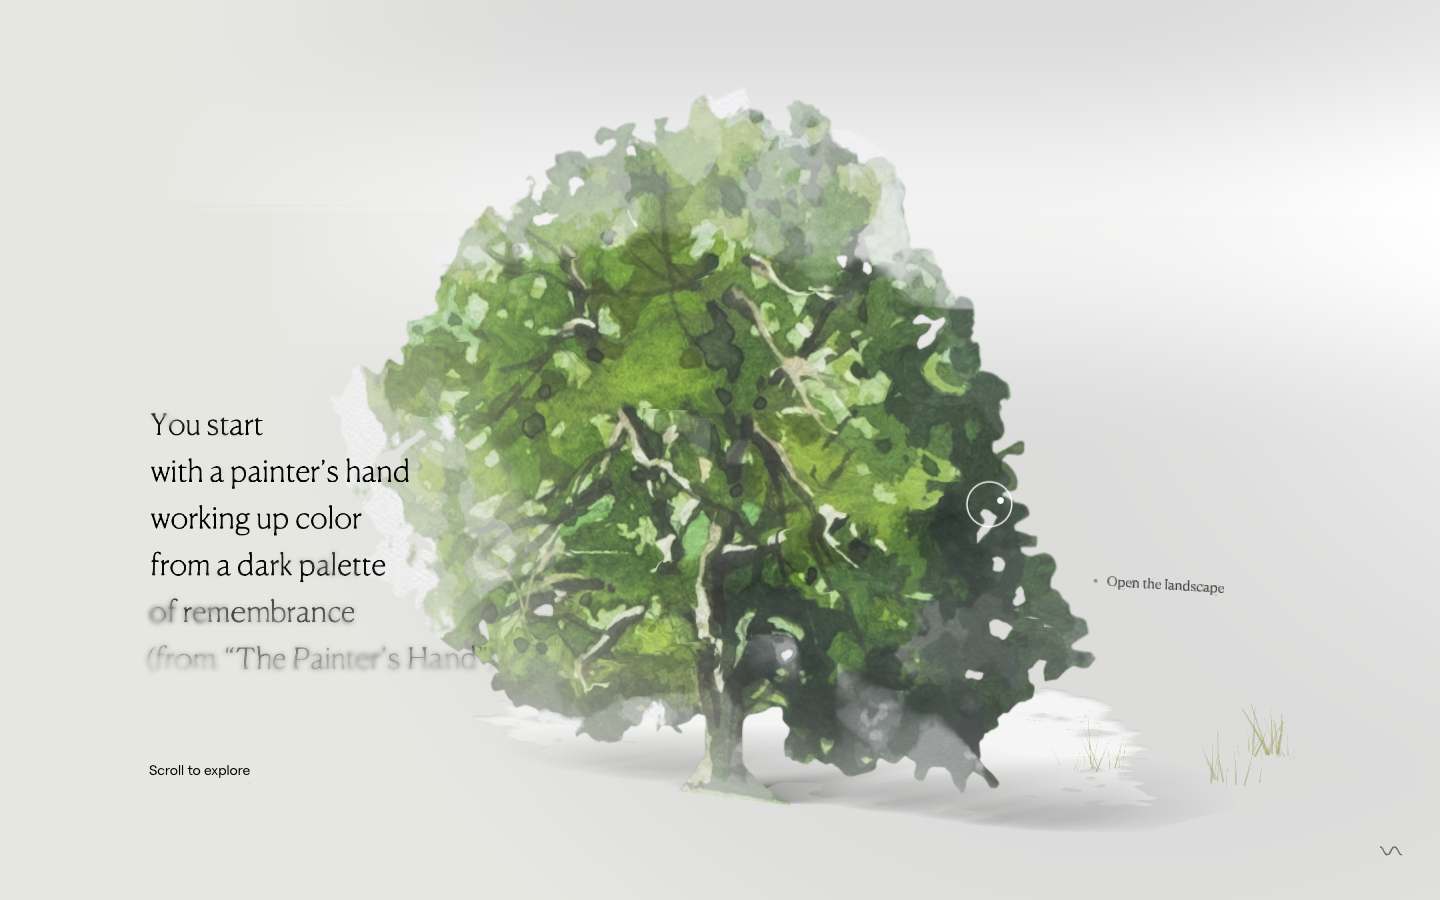 You start
with a painter’s hand
working up color
from a dark palette
of remembrance
(from “The Painter’s Hand”
Open the landscape
Scroll to explore